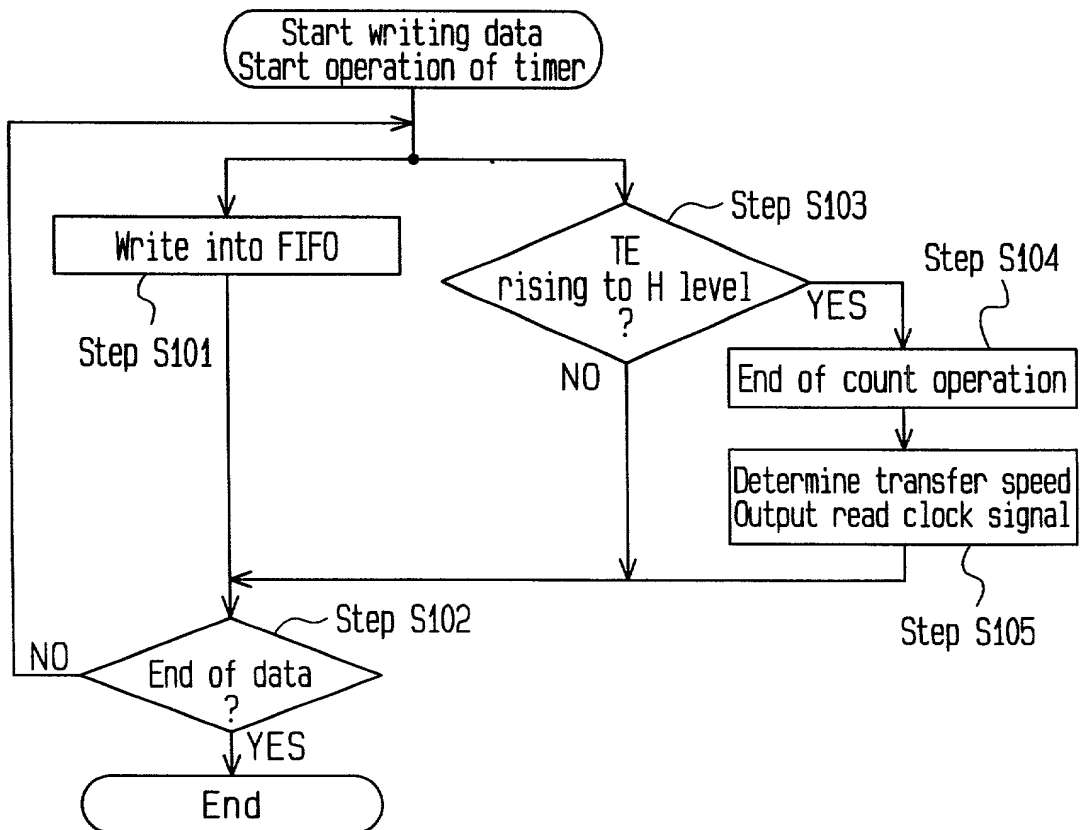 Start writing data
Start operation of timer
Step S103
Write into FIFO
TE
rising to H level
?
YES
NO
Step S104
Step S101
End of count operation
Determine transfer speed
Output read clock signal
Step S105
Step S102
End of data
?
NO
YES
End